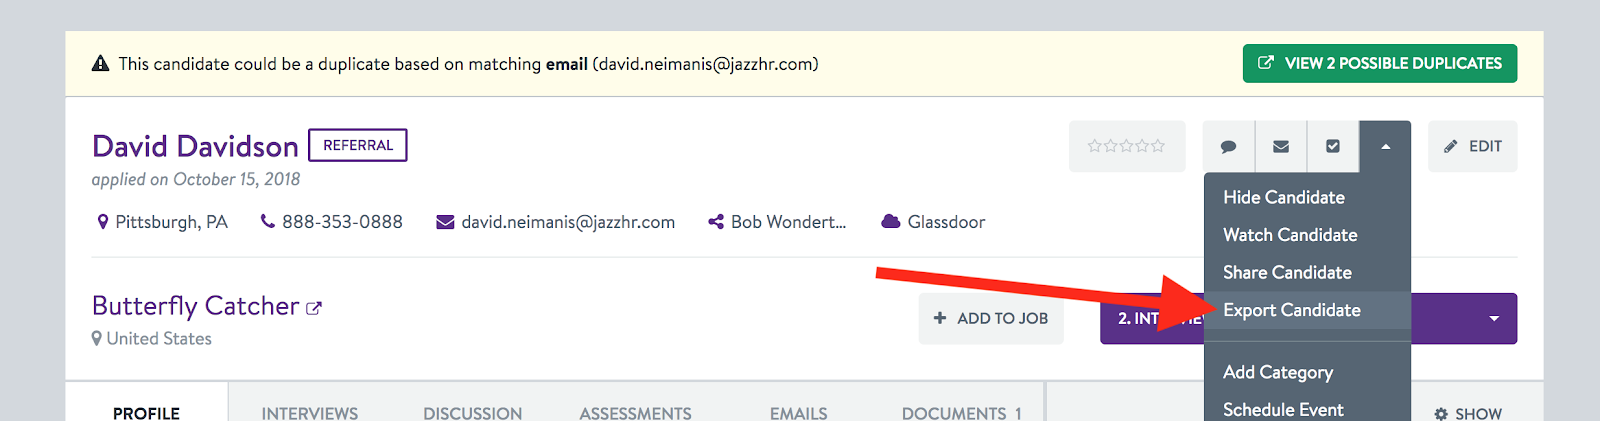 This candidate could be a duplicate based on matching email (david.neimanis@jazzhr.com)
VIEW 2 POSSIBLE DUPLICATES
David Davidson
REFERRAL
EDIT
applied on October 15, 2018
Pittsburgh, PA
888-353-0888
david.neimanis@jazzhr.com
Bob Wondert...
Glassdoor
Hide Candidate
Watch Candidate
Share Candidate
Export Candidate
Add Category
Schedule Event
Butterfly Catcher
United States
ADD TO JOB
2. INT
PROFILE
INTERVIEWS
DISCUSSION
ASSESSMENTS
EMAILS
DOCUMENTS 1
SHOW